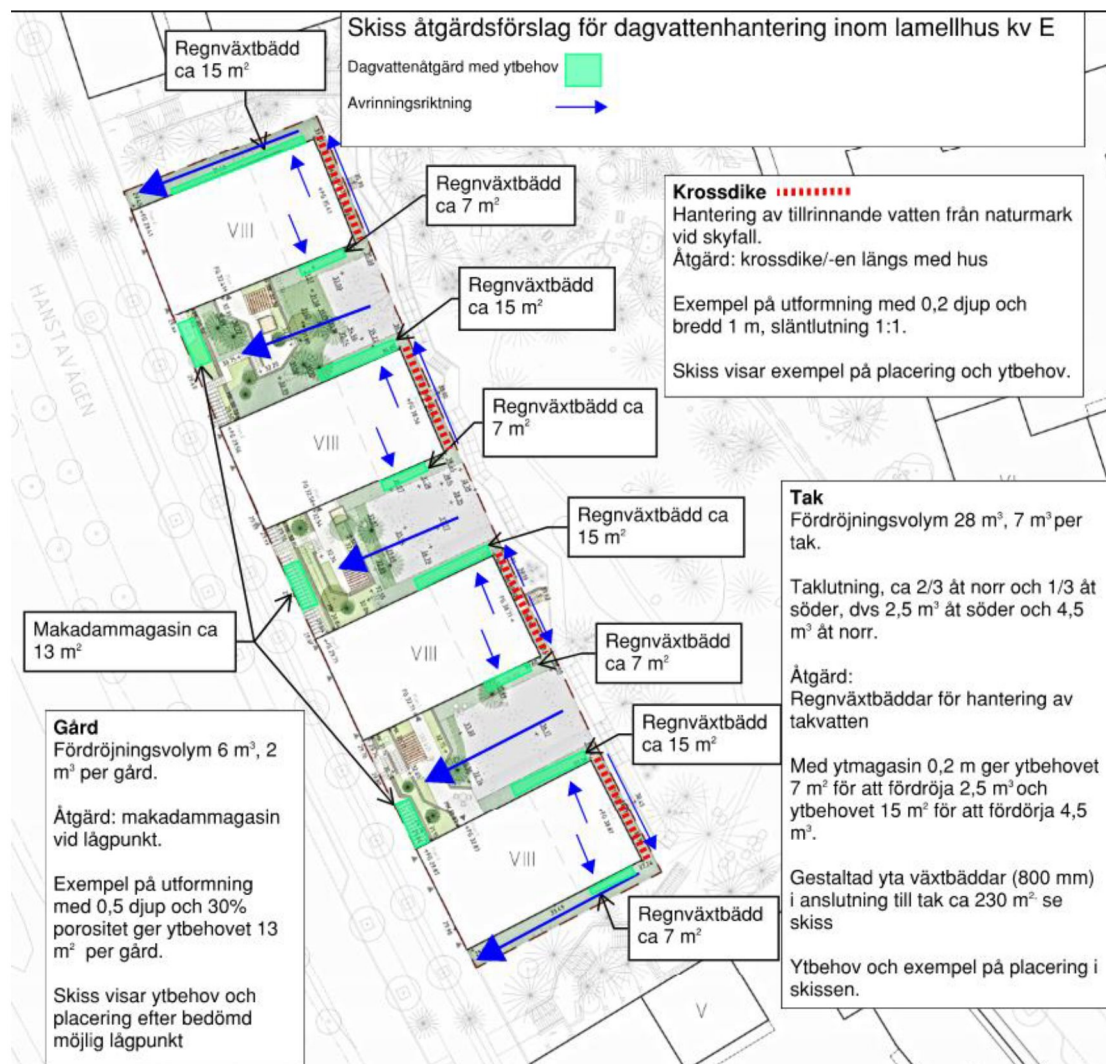 Skiss åtgärdsförslag för dagvattenhantering inom lamellhus kv E
Dagvattenåtgärd med ytbehov
Avrinningsriktning
Regnväxtbädd
ca 15 m²
Regnväxtbädd
ca 7 m²
Regnväxtbädd
ca 15 m²
Regnväxtbädd ca
7 m²
Regnväxtbädd ca
15 m²
Regnväxtbädd
ca 7 m²
Regnväxtbädd
ca 15 m²
Regnväxtbädd
ca 7 m²
Krossdike
Hantering av tillrinnande vatten från naturmark
vid skyfall.
Åtgärd: krossdike/-en längs med hus
Exempel på utformning med 0,2 djup och
bredd 1 m, släntlutning 1:1.
Skiss visar exempel på placering och ytbehov.
Tak
Fördröjningsvolym 28 m³, 7 m³ per
tak.
Taklutning, ca 2/3 åt norr och 1/3 åt
söder, dvs 2,5 m³ åt söder och 4,5
m³ åt norr.
Åtgärd:
Regnväxtbäddar för hantering av
takvatten
Med ytmagasin 0,2 m ger ytbehovet
7 m² för att fördröja 2,5 m³ och
ytbehovet 15 m² för att fördörja 4,5
m³.
Gestaltad yta växtbäddar (800 mm)
i anslutning till tak ca 230 m² se
skiss
Ytbehov och exempel på placering i
skissen.
Makadammagasin ca
13 m²
Gård
Fördröjningsvolym 6 m³, 2
m³ per gård.
Åtgärd: makadammagasin
vid lågpunkt.
Exempel på utformning
med 0,5 djup och 30%
porositet ger ytbehovet 13
m² per gård.
Skiss visar ytbehov och
placering efter bedömd
möjlig lågpunkt
HANSTAVÄGEN
VIII
VIII
VIII
VIII
V